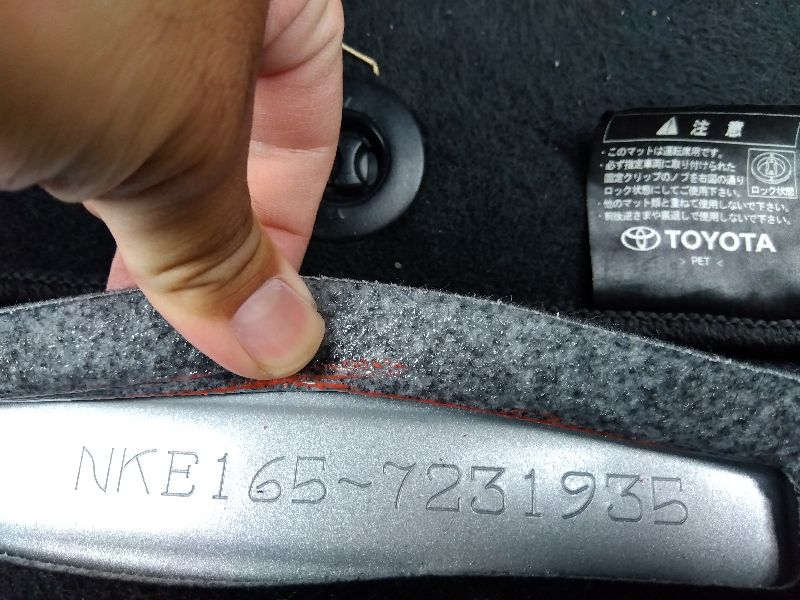 注意
・このマットは運転席用です。
・必ず指定車両に取り付けられた
固定クリップのノブを右図の通り
ロック状態にしてご使用下さい。
ロック状態
・他のマット類と重ねて使用しないで下さい。
・前後逆さまや裏返しで使用しないで下さい。
TOYOTA
> PET <
NKE165~7231935